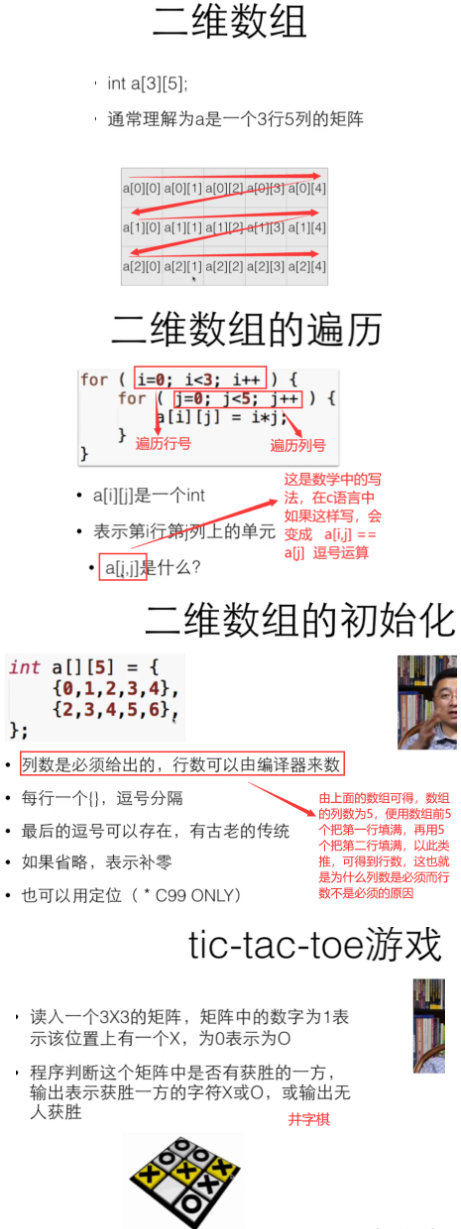 二维数组
• int a[3][5];
• 通常理解为a是一个3行5列的矩阵
a[0][0] a[0][1] a[0][2] a[0][3] a[0][4]
a[1][0] a[1][1] a[1][2] a[1][3] a[1][4]
a[2][0] a[2][1] a[2][2] a[2][3] a[2][4]
二维数组的遍历
for ( i=0; i<3; i++ ) {
for ( j=0; j<5; j++ ) {
a[i][j] = i*j;
}
}
遍历行号
遍历列号
• a[i][j]是一个int
• 表示第i行第j列上的单元
• a[i,j]是什么?
这是数学中的写
法，在c语言中
如果这样写，会
变成 a[i,j] ==
a[j] 逗号运算
二维数组的初始化
int a[][5] = {
{0,1,2,3,4},
{2,3,4,5,6},
};
• 列数是必须给出的，行数可以由编译器来数
• 每行一个{}，逗号分隔
• 最后的逗号可以存在，有古老的传统
• 如果省略，表示补零
• 也可以用定位（ * C99 ONLY）
由上面的数组可得，数组
的列数为5，便用数组前5
个把第一行填满，再用5
个把第二行填满，以此类
推，可得到行数，这也就
是为什么列数是必须而行
数不是必须的原因
tic-tac-toe游戏
• 读入一个3X3的矩阵，矩阵中的数字为1表
示该位置上有一个X，为0表示为O
• 程序判断这个矩阵中是否有获胜的一方，
输出表示获胜一方的字符X或O，或输出无
人获胜
井字棋